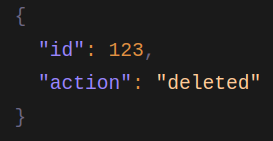 {
  "id": 123,
  "action": "deleted"
}